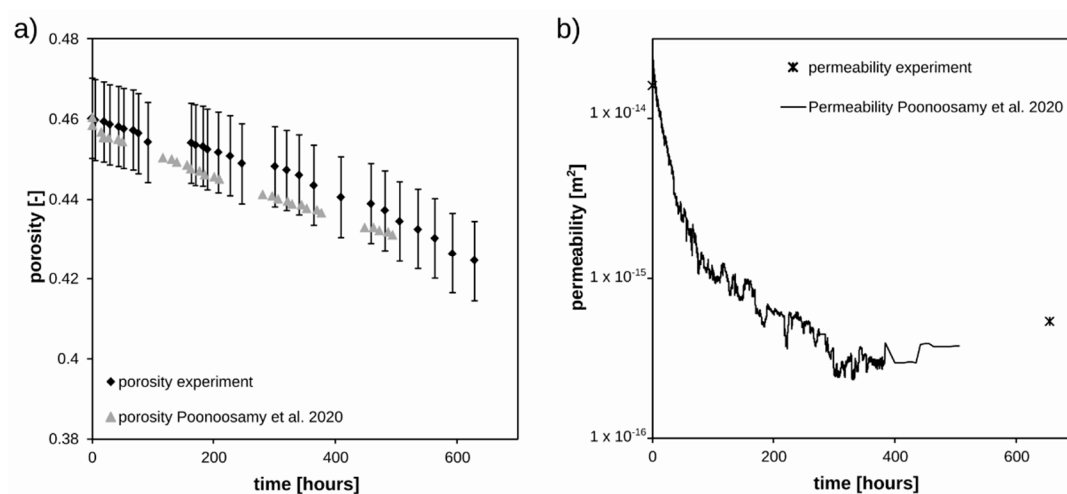 a)
0.48
0.46
0.44
0.42
0.4
0.38
porosity [-]
porosity experiment
porosity Poonoosamy et al. 2020
0 200 400 600
time [hours]
b)
permeability experiment
Permeability Poonoosamy et al. 2020
1 x 10⁻¹⁴
1 x 10⁻¹⁵
1 x 10⁻¹⁶
permeability [m²]
0 200 400 600
time [hours]